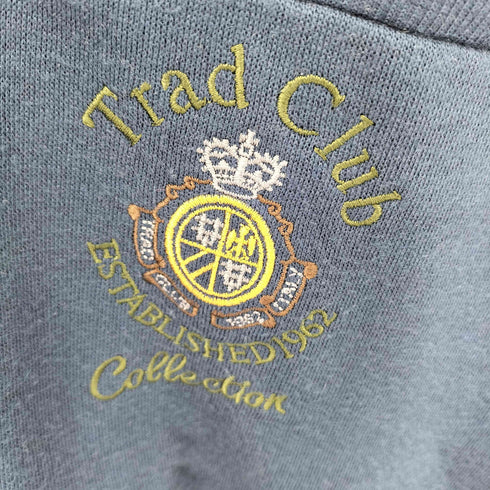 Trad Club
TRAD CLUB 1962 ITALY
ESTABLISHED 1962
Collection